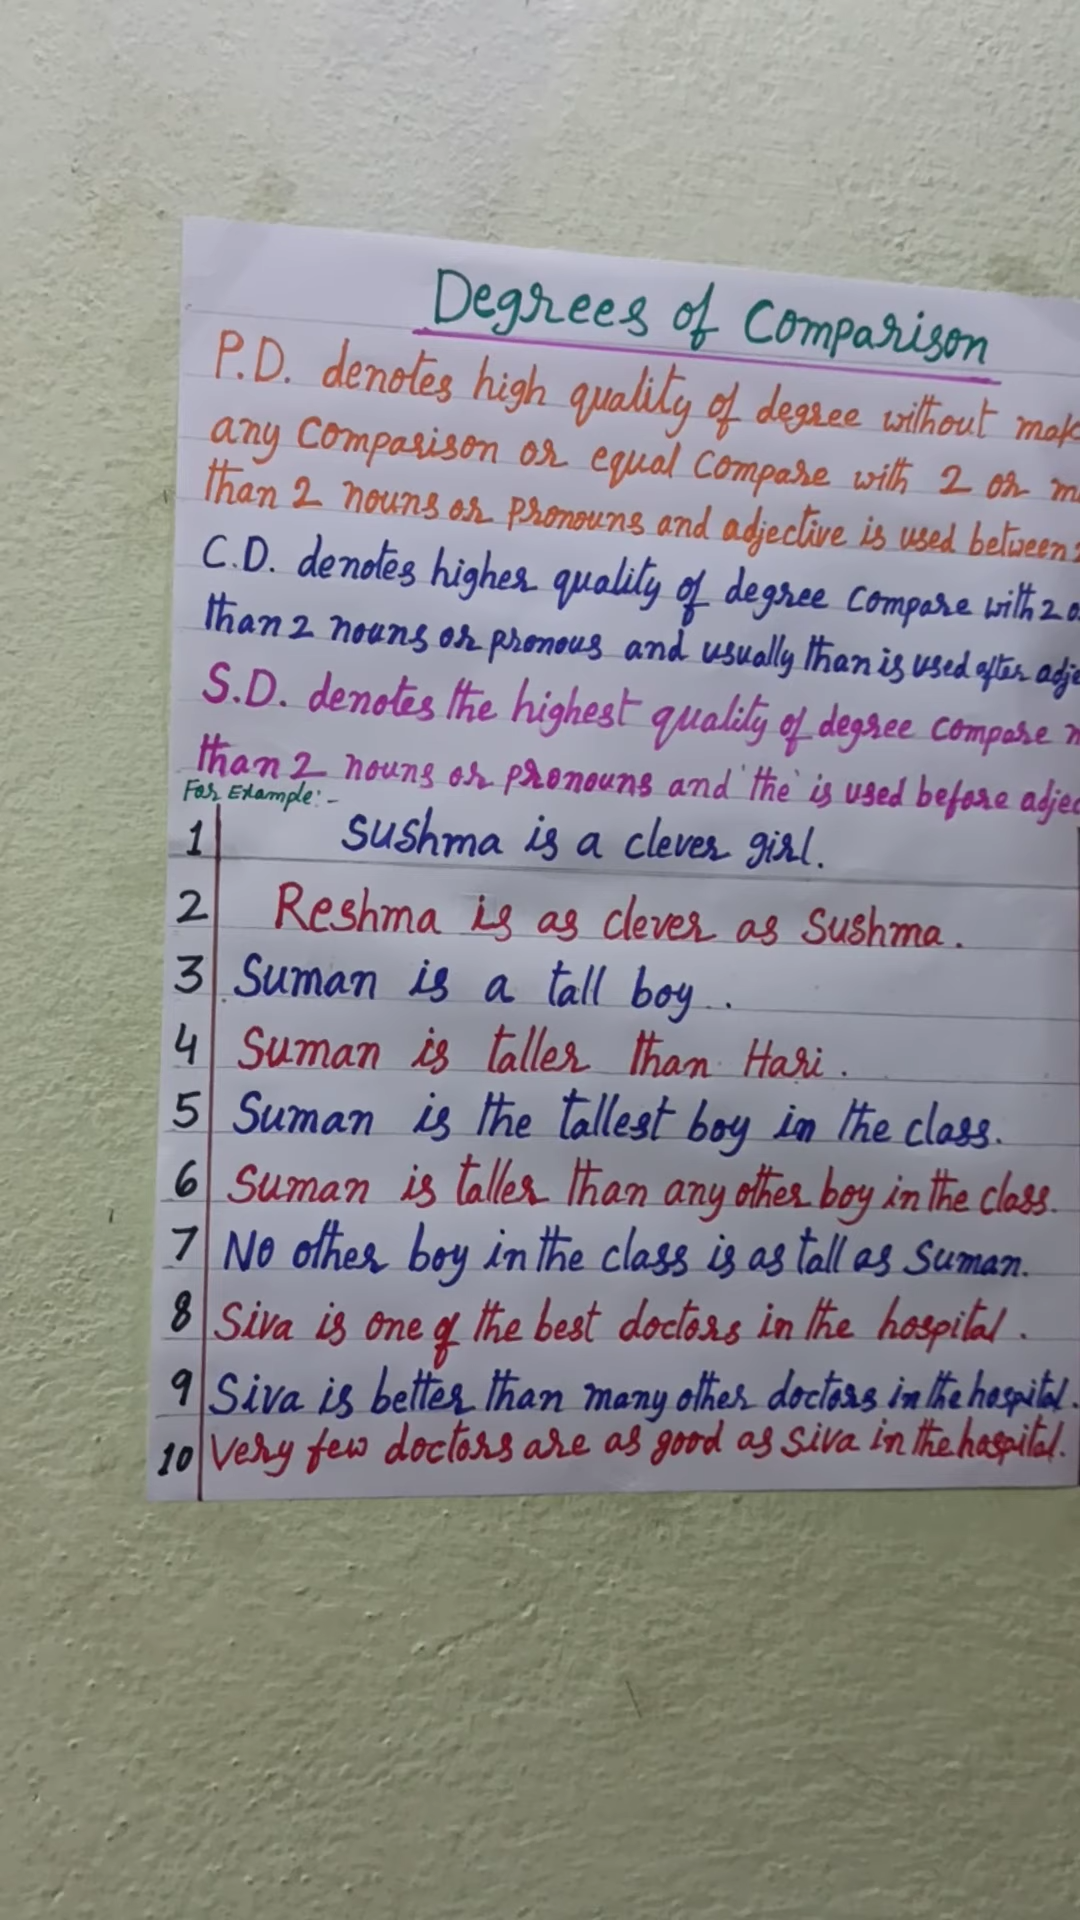 Degrees of Comparison
P.D. denotes high quality of degree without
any Comparison or equal Compare with 2 or
than 2 nouns or pronouns and adjective is used between
C.D. denotes higher quality of degree Compare with 2
than 2 nouns or pronous and usually than is used after
S.D. denotes the highest quality of degree compare
than 2 nouns or pronouns and 'the' is used before
For Example:-
1 Sushma is a clever girl.
2 Reshma is as clever as Sushma.
3 Suman is a tall boy.
4 Suman is taller than Hari.
5 Suman is the tallest boy in the class.
6 Suman is taller than any other boy in the class.
7 No other boy in the class is as tall as Suman.
8 Siva is one of the best doctors in the hospital.
9 Siva is better than many other doctors in the hospital.
10 Very few doctors are as good as Siva in the hospital.